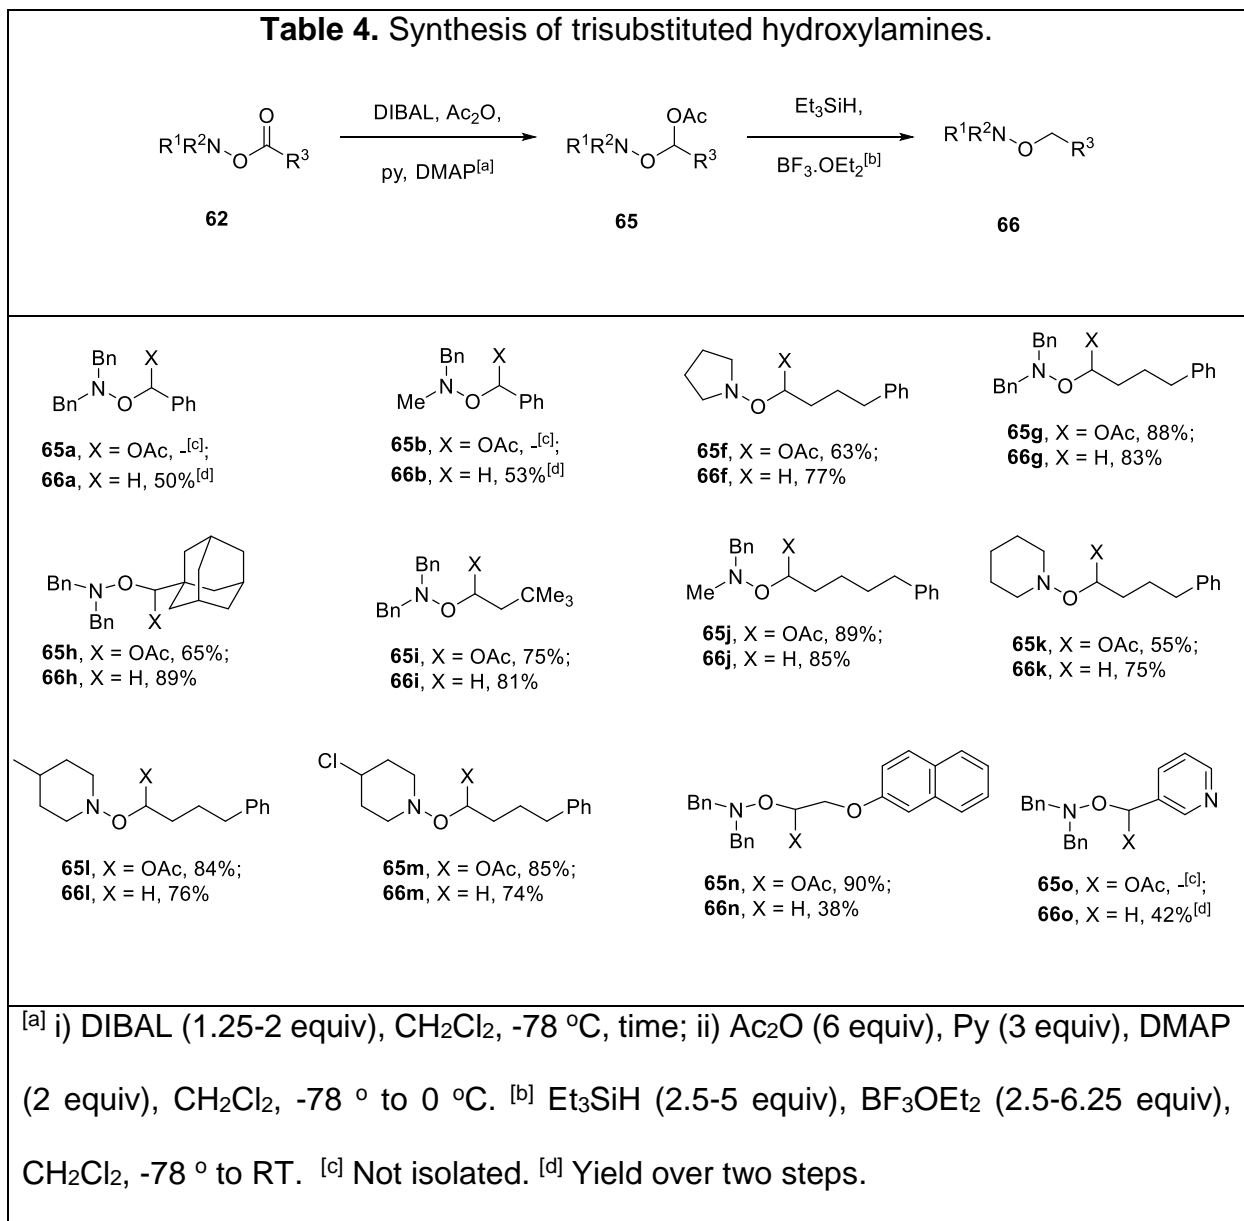 Table 4. Synthesis of trisubstituted hydroxylamines.
R1R2N O O R3
DIBAL, Ac2O,
py, DMAP[a]
R1R2N O OAc R3
Et3SiH,
BF3.OEt2[b]
R1R2N O R3
62
65
66
Bn N Bn O X Ph
65a, X = OAc, -[c];
66a, X = H, 50%[d]
Bn N Me O X Ph
65b, X = OAc, -[c];
66b, X = H, 53%[d]
N O X Ph
65f, X = OAc, 63%;
66f, X = H, 77%
Bn N Bn O X Ph
65g, X = OAc, 88%;
66g, X = H, 83%
Bn N O Bn X
65h, X = OAc, 65%;
66h, X = H, 89%
Bn N Bn O X CMe3
65i, X = OAc, 75%;
66i, X = H, 81%
Bn N Me O X Ph
65j, X = OAc, 89%;
66j, X = H, 85%
N O X Ph
65k, X = OAc, 55%;
66k, X = H, 75%
N O X Ph
65l, X = OAc, 84%;
66l, X = H, 76%
Cl N O X Ph
65m, X = OAc, 85%;
66m, X = H, 74%
Bn N O Bn X O
65n, X = OAc, 90%;
66n, X = H, 38%
Bn N O Bn X N
65o, X = OAc, -[c];
66o, X = H, 42%[d]
[a] i) DIBAL (1.25-2 equiv), CH2Cl2, -78 ºC, time; ii) Ac2O (6 equiv), Py (3 equiv), DMAP
(2 equiv), CH2Cl2, -78 º to 0 ºC. [b] Et3SiH (2.5-5 equiv), BF3OEt2 (2.5-6.25 equiv),
CH2Cl2, -78 º to RT. [c] Not isolated. [d] Yield over two steps.